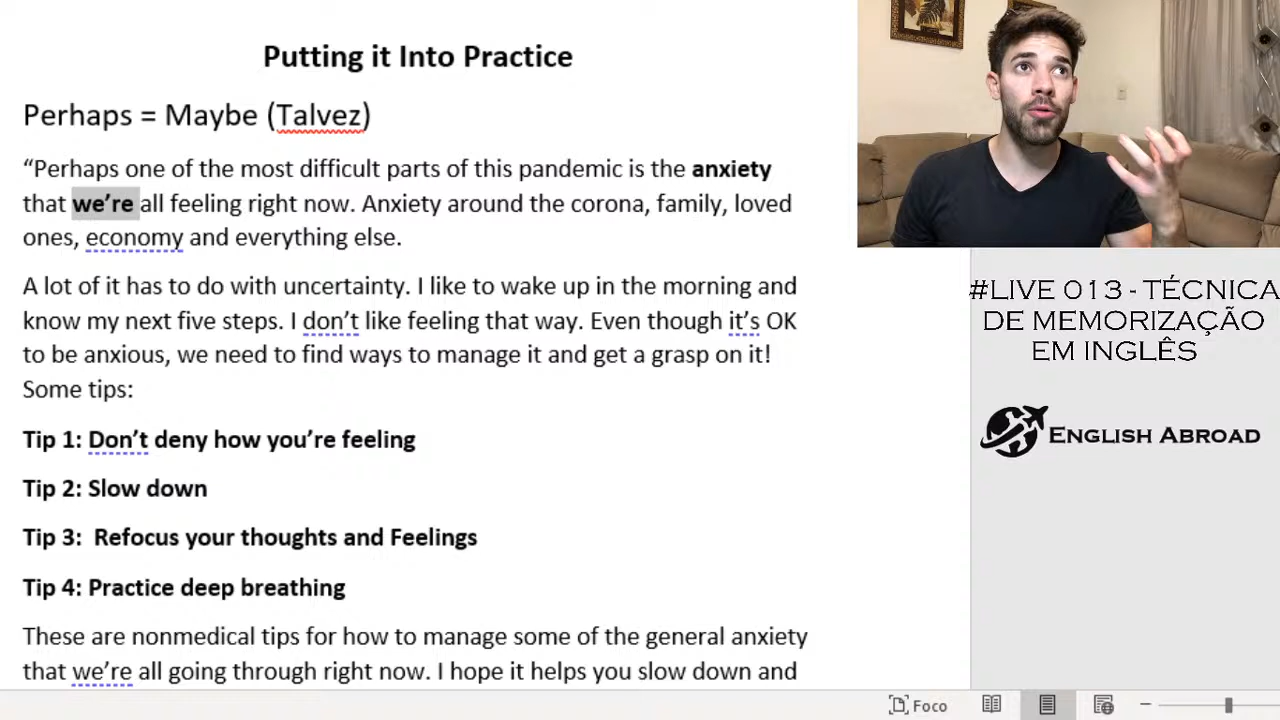 Putting it Into Practice
Perhaps = Maybe (Talvez)
“Perhaps one of the most difficult parts of this pandemic is the anxiety
that we’re all feeling right now. Anxiety around the corona, family, loved
ones, economy and everything else.
A lot of it has to do with uncertainty. I like to wake up in the morning and
know my next five steps. I don’t like feeling that way. Even though it’s OK
to be anxious, we need to find ways to manage it and get a grasp on it!
Some tips:
Tip 1: Don’t deny how you’re feeling
Tip 2: Slow down
Tip 3:  Refocus your thoughts and Feelings
Tip 4: Practice deep breathing
These are nonmedical tips for how to manage some of the general anxiety
that we’re all going through right now. I hope it helps you slow down and
#LIVE 013 - TÉCNICA
DE MEMORIZAÇÃO
EM INGLÊS
ENGLISH ABROAD
Foco